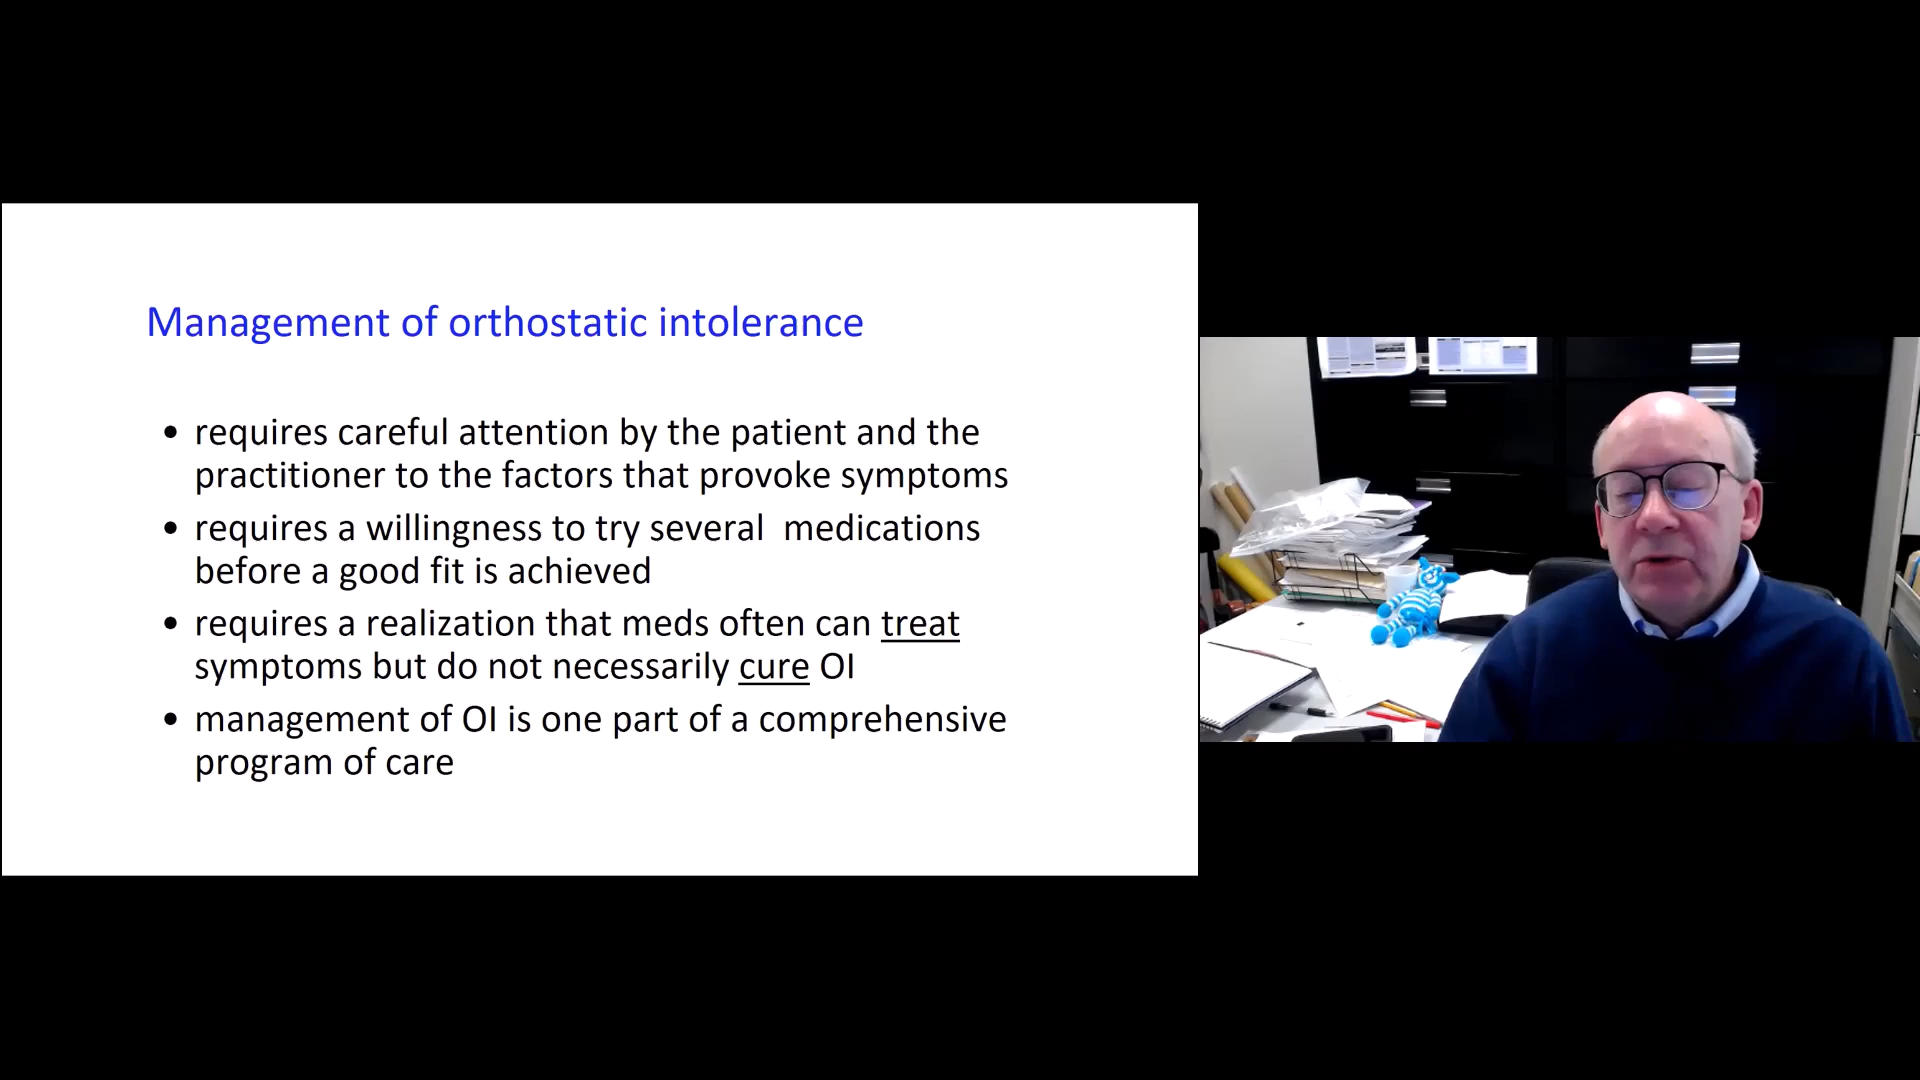 Management of orthostatic intolerance
• requires careful attention by the patient and the
practitioner to the factors that provoke symptoms
• requires a willingness to try several  medications
before a good fit is achieved
• requires a realization that meds often can treat
symptoms but do not necessarily cure OI
• management of OI is one part of a comprehensive
program of care